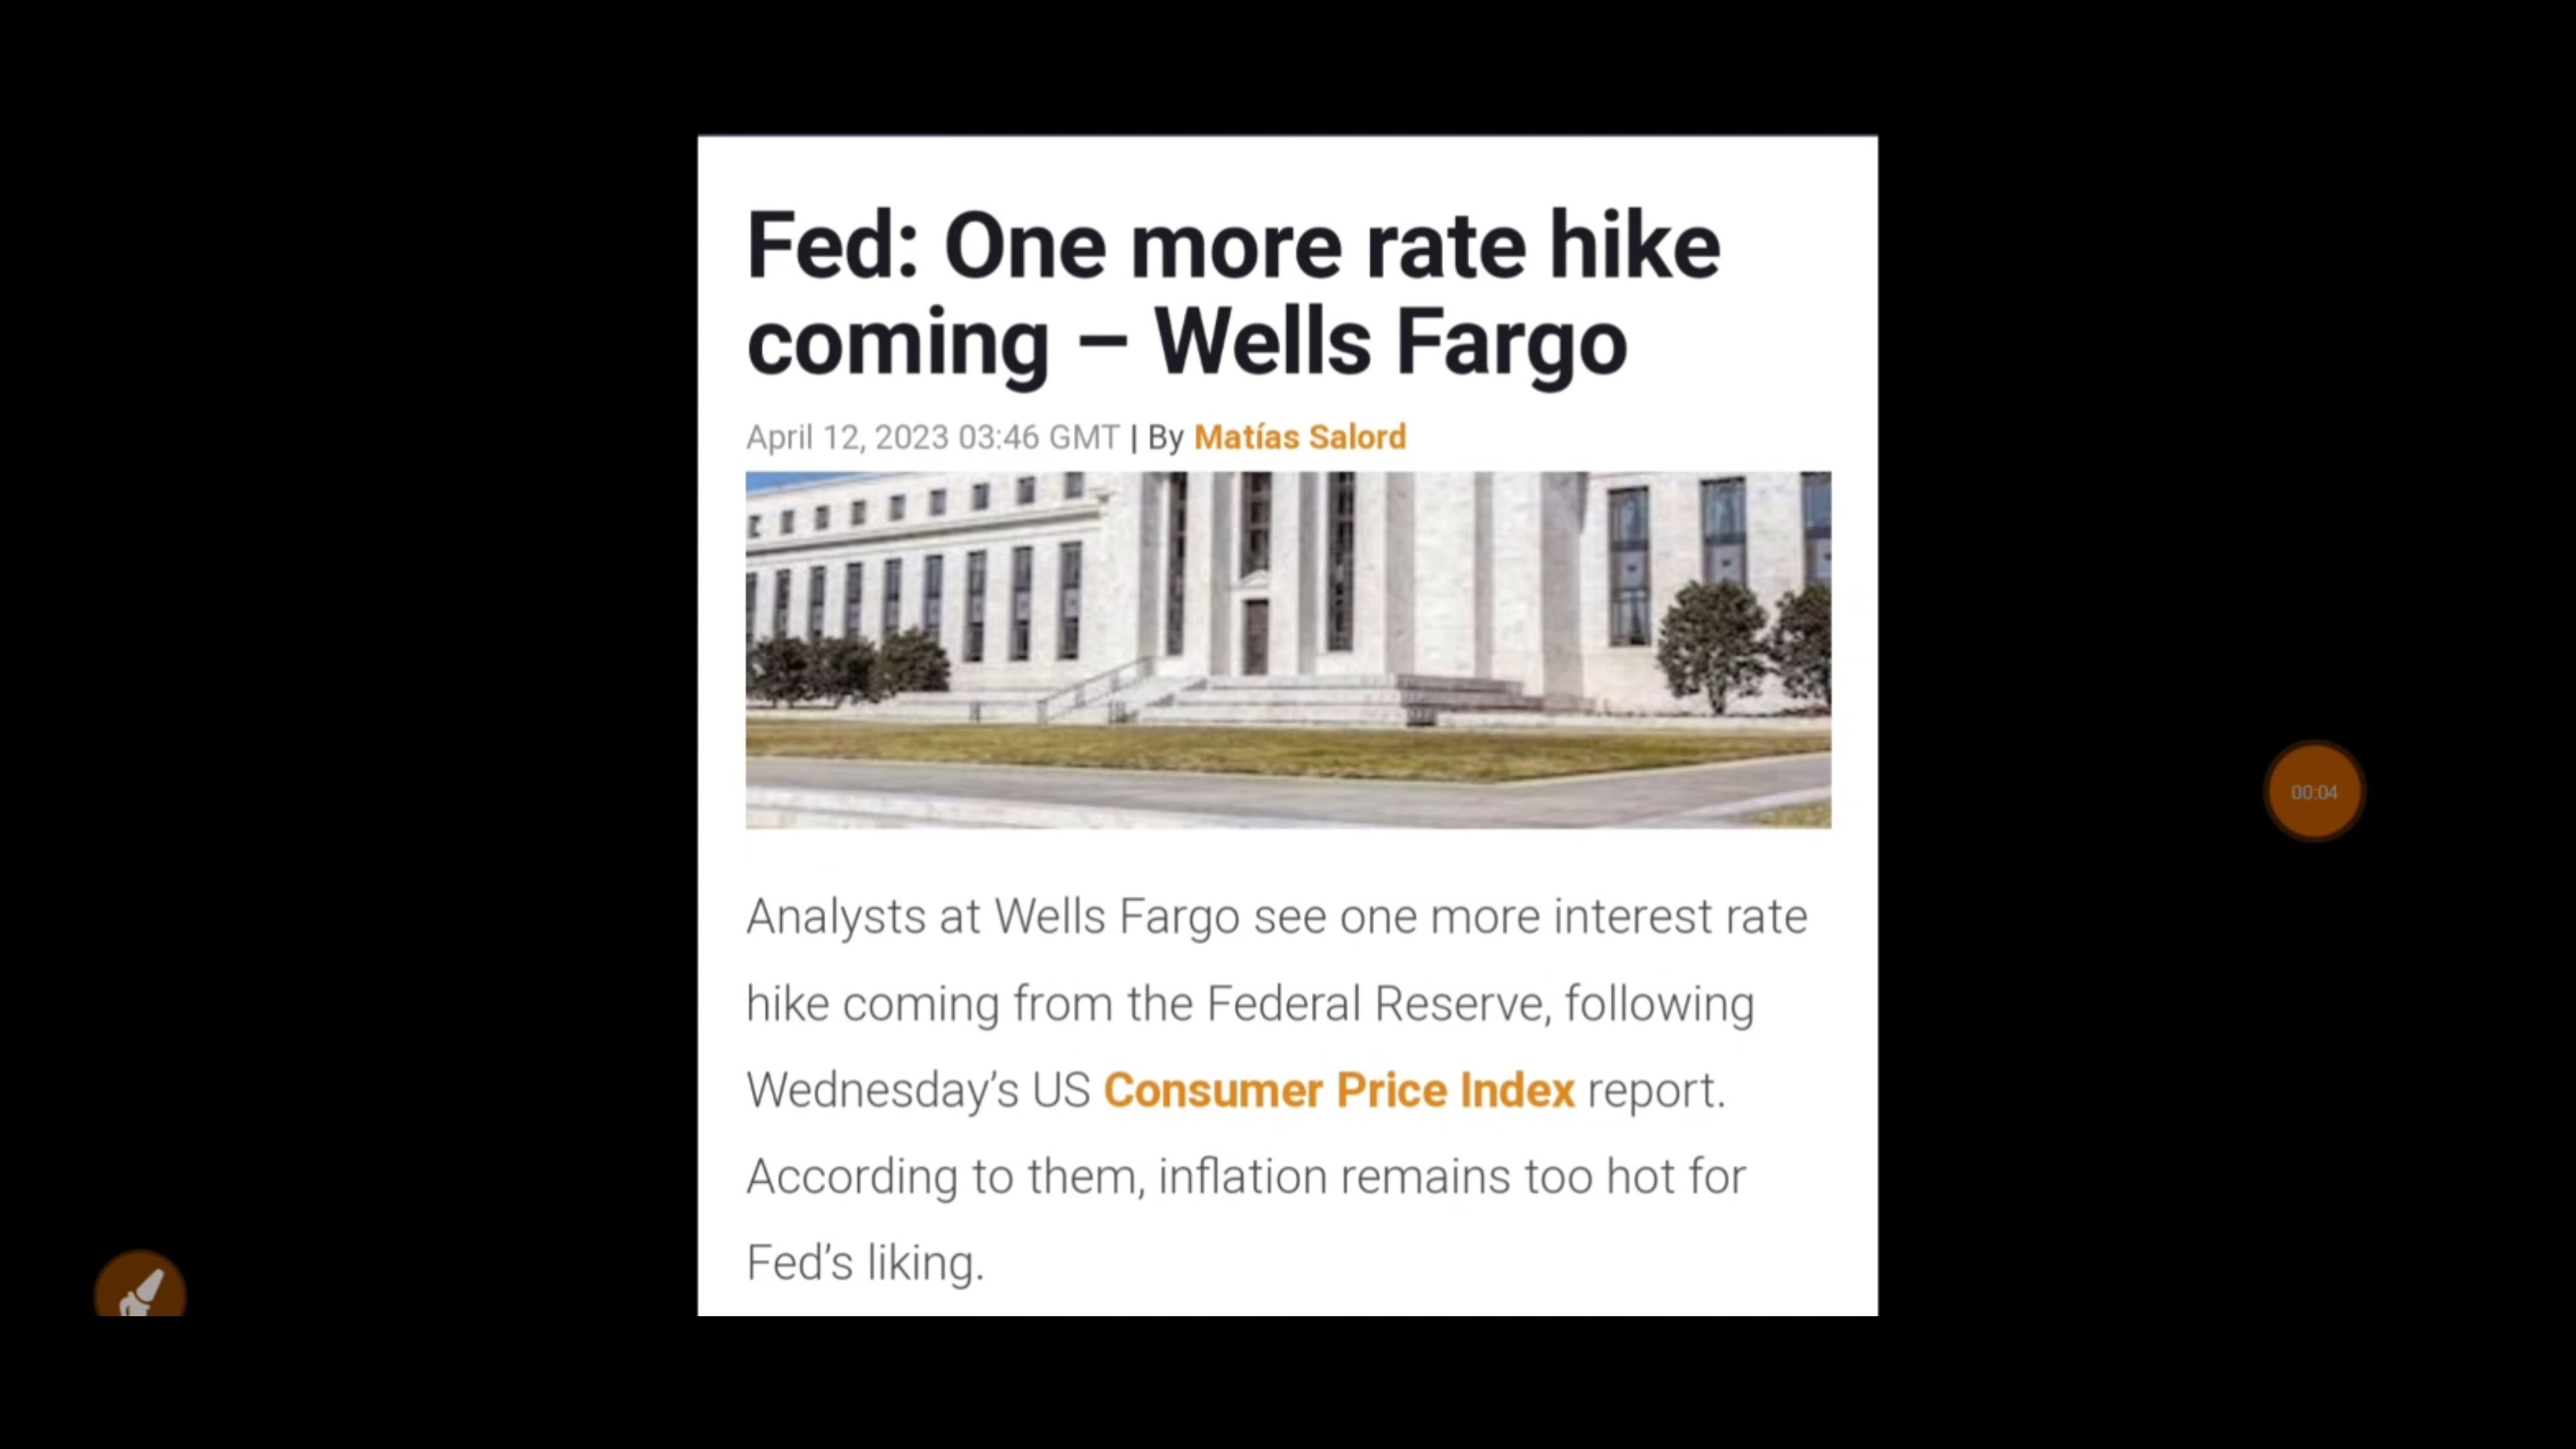 Fed: One more rate hike
coming – Wells Fargo
April 12, 2023 03:46 GMT | By Matías Salord
Analysts at Wells Fargo see one more interest rate
hike coming from the Federal Reserve, following
Wednesday’s US Consumer Price Index report.
According to them, inflation remains too hot for
Fed’s liking.
00:04